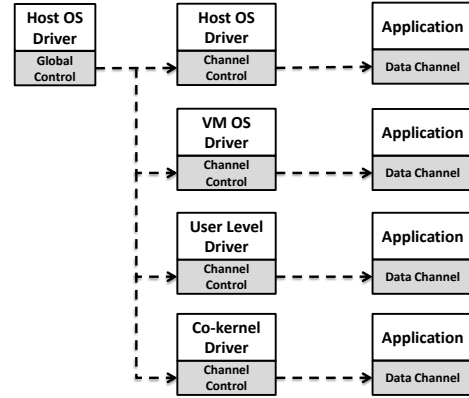 Host OS
Driver
Global
Control
Host OS
Driver
Channel
Control
Application
Data Channel
VM OS
Driver
Channel
Control
Application
Data Channel
User Level
Driver
Channel
Control
Application
Data Channel
Co-kernel
Driver
Channel
Control
Application
Data Channel